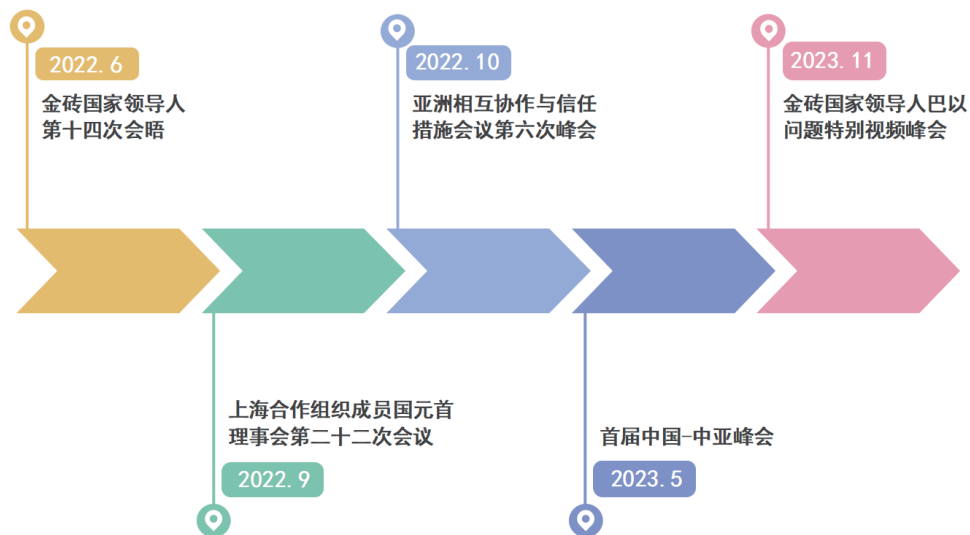 2022.6
金砖国家领导人
第十四次会晤
2022.10
亚洲相互协作与信任
措施会议第六次峰会
2023.11
金砖国家领导人巴以
问题特别视频峰会
上海合作组织成员国元首
理事会第二十二次会议
2022.9
首届中国-中亚峰会
2023.5